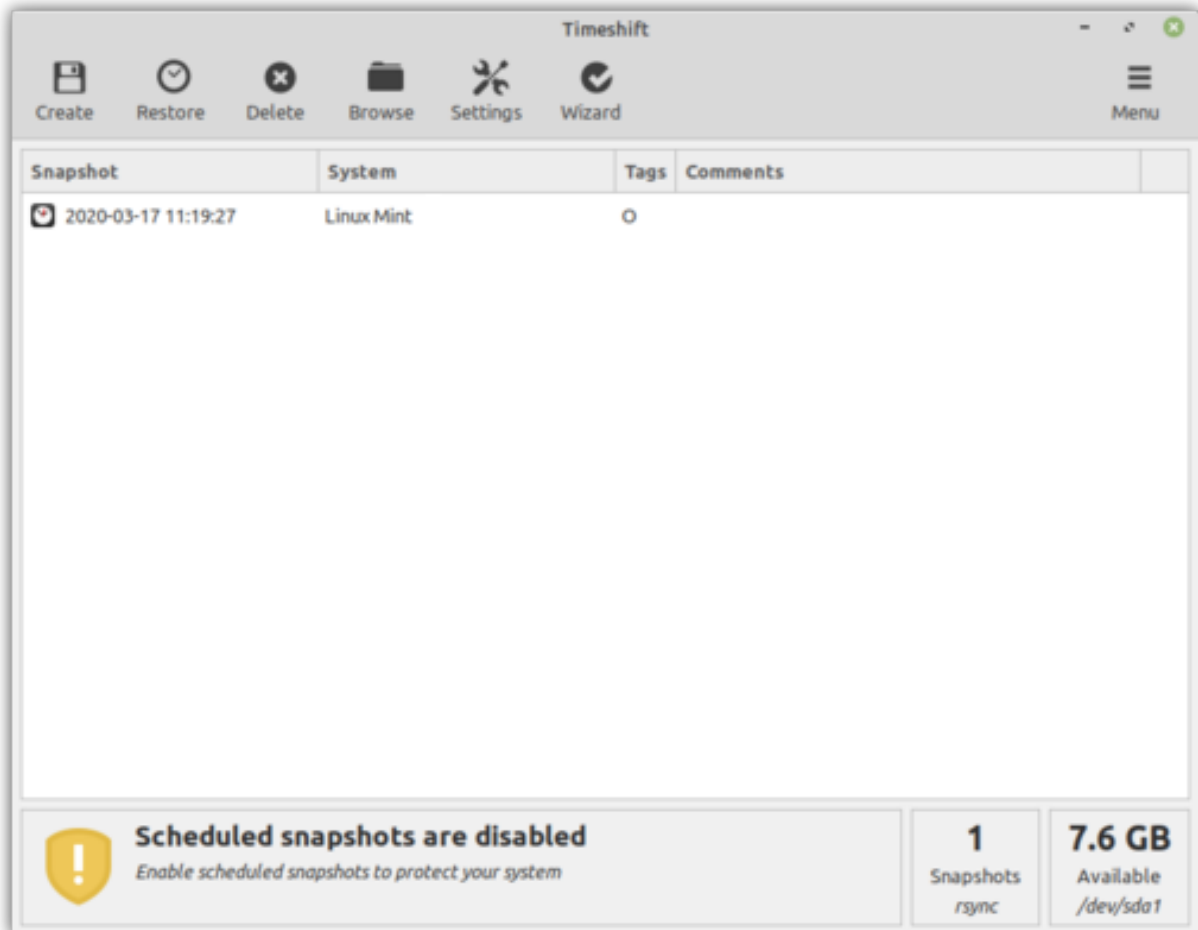 Timeshift
Create Restore Delete Browse Settings Wizard Menu
Snapshot System Tags Comments
2020-03-17 11:19:27 Linux Mint O
Scheduled snapshots are disabled
Enable scheduled snapshots to protect your system
1
Snapshots
rsync
7.6 GB
Available
/dev/sda1